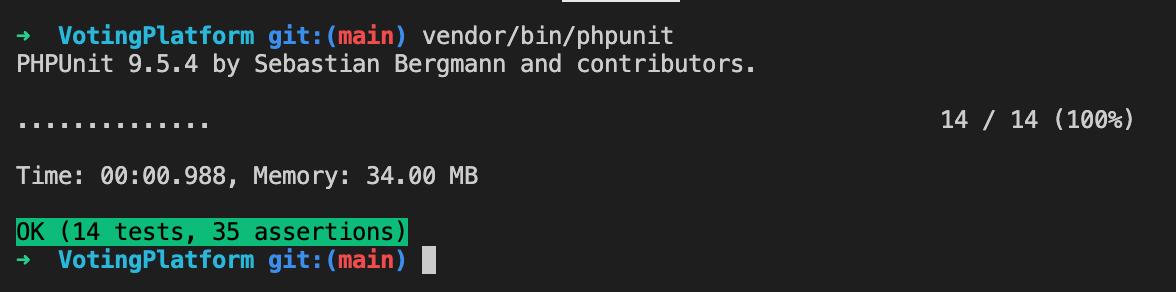 ➜  VotingPlatform git:(main) vendor/bin/phpunit
PHPUnit 9.5.4 by Sebastian Bergmann and contributors.
..............                                                    14 / 14 (100%)
Time: 00:00.988, Memory: 34.00 MB
OK (14 tests, 35 assertions)
➜  VotingPlatform git:(main)